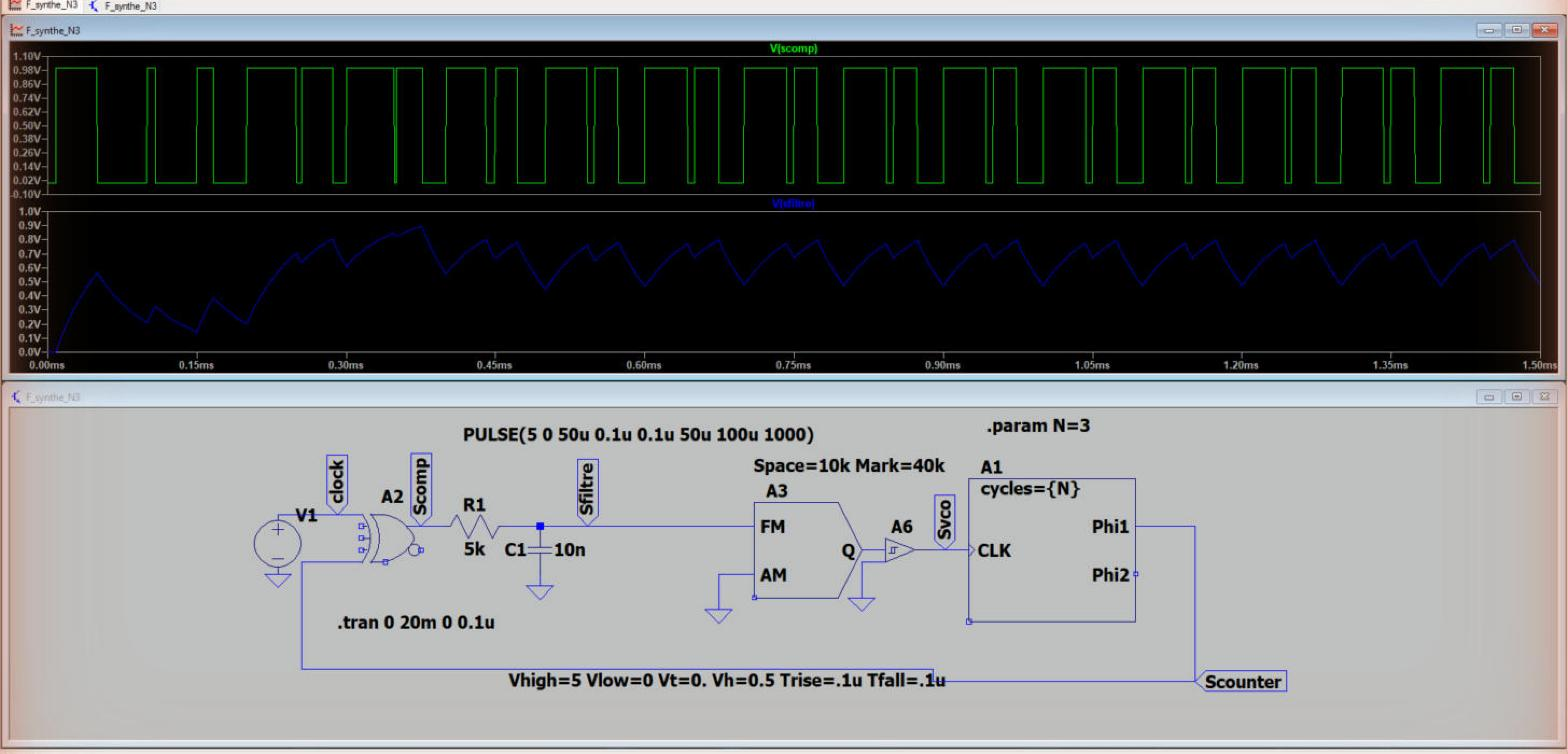 F_synthe_N3 F_synthe_N3
F_synthe_N3
V(scomp)
1.10V
0.98V
0.86V
0.74V
0.62V
0.50V
0.38V
0.26V
0.14V
0.02V
-0.10V
V(sfiltre)
1.0V
0.9V
0.8V
0.7V
0.6V
0.5V
0.4V
0.3V
0.2V
0.1V
0.0V
0.00ms 0.15ms 0.30ms 0.45ms 0.60ms 0.75ms 0.90ms 1.05ms 1.20ms 1.35ms 1.50ms
F_synthe_N3
PULSE(5 0 50u 0.1u 0.1u 50u 100u 1000)
.param N=3
Space=10k Mark=40k
A1
cycles={N}
clock
Scomp
Sfiltre
A2
A3
V1
R1
5k
C1
10n
FM
AM
Q
A6
Svco
CLK
Phi1
Phi2
.tran 0 20m 0 0.1u
Vhigh=5 Vlow=0 Vt=0. Vh=0.5 Trise=.1u Tfall=.1u
Scounter